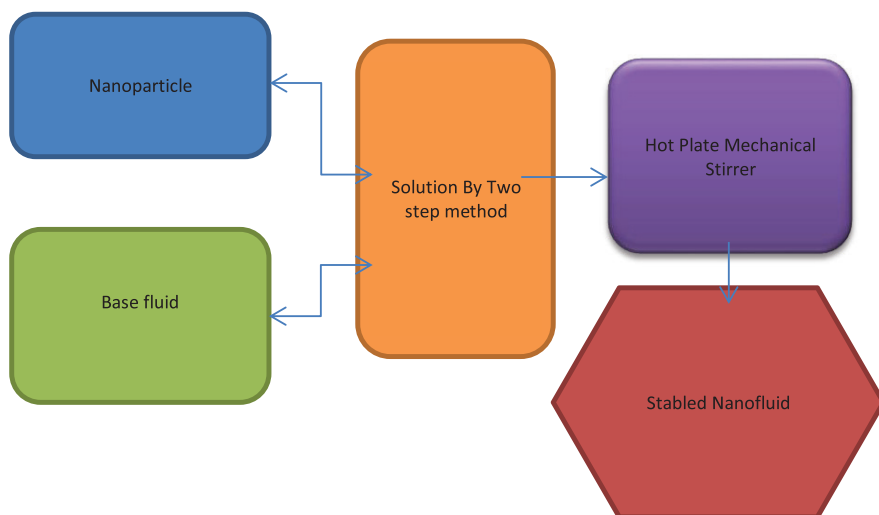 Nanoparticle
Base fluid
Solution By Two
step method
Hot Plate Mechanical
Stirrer
Stabled Nanofluid